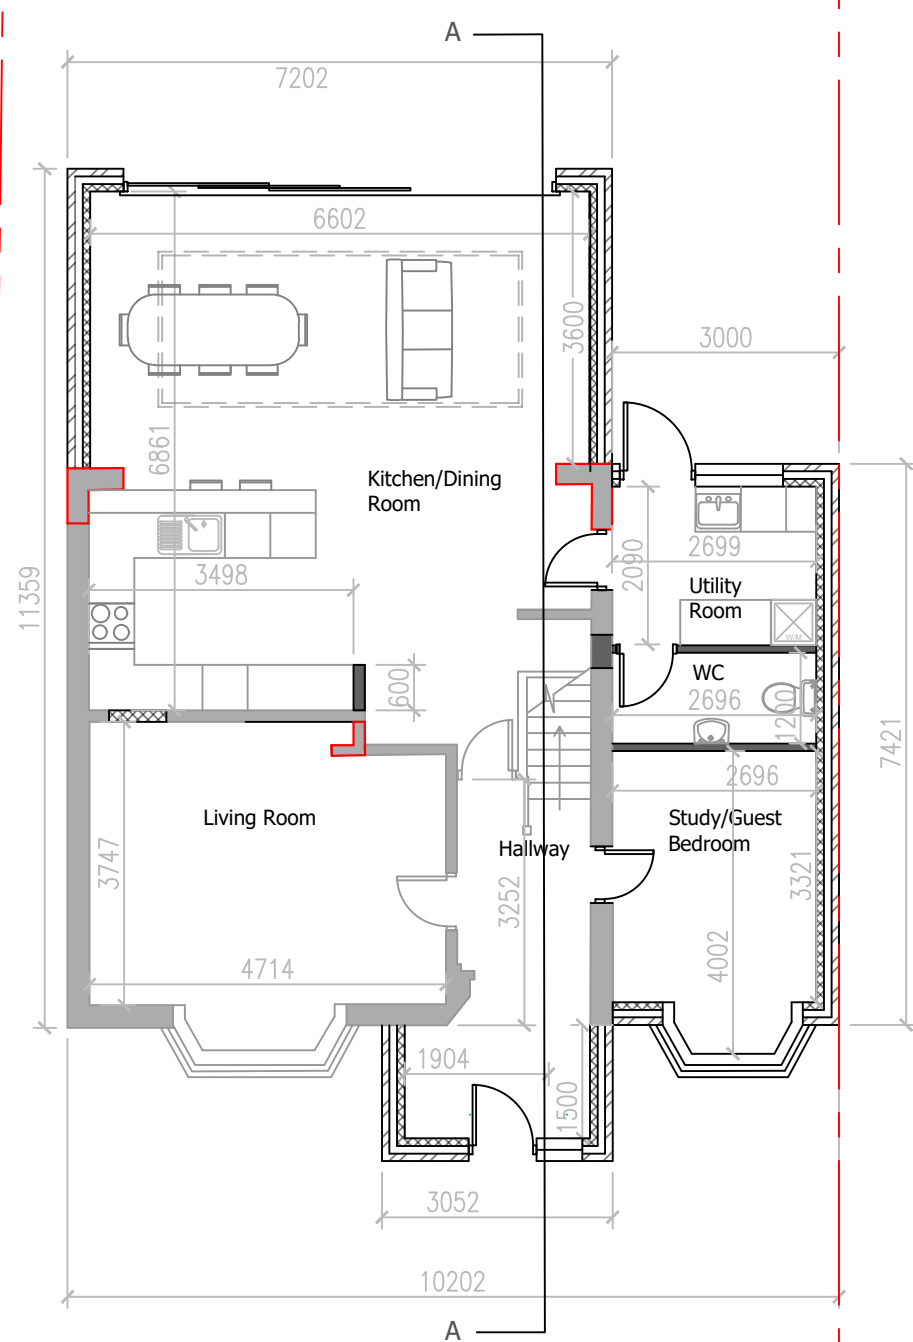 A
7202
6602
3600
3000
6861
Kitchen/Dining
Room
11359
3498
2090
2699
Utility
Room
W/M
600
WC
2696
1200
7421
2696
Living Room
Study/Guest
Bedroom
Hallway
3747
3321
3252
4002
4714
1904
1500
3052
10202
A